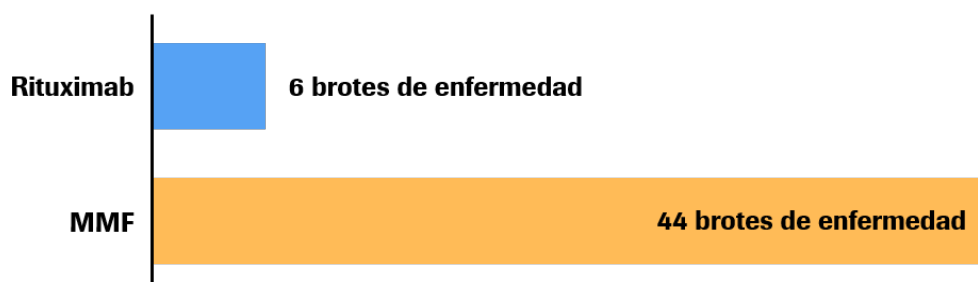 Rituximab
6 brotes de enfermedad
MMF
44 brotes de enfermedad